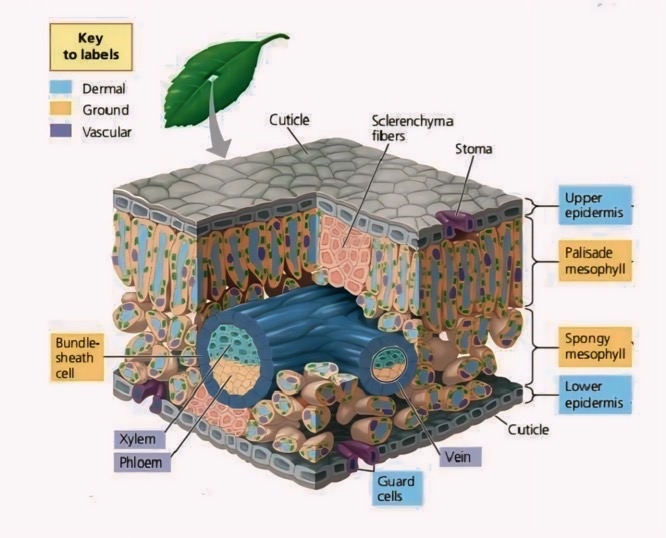 Key
to labels
Dermal
Ground
Vascular
Cuticle
Sclerenchyma
fibers
Stoma
Upper
epidermis
Palisade
mesophyll
Bundle-
sheath
cell
Spongy
mesophyll
Lower
epidermis
Cuticle
Xylem
Phloem
Vein
Guard
cells